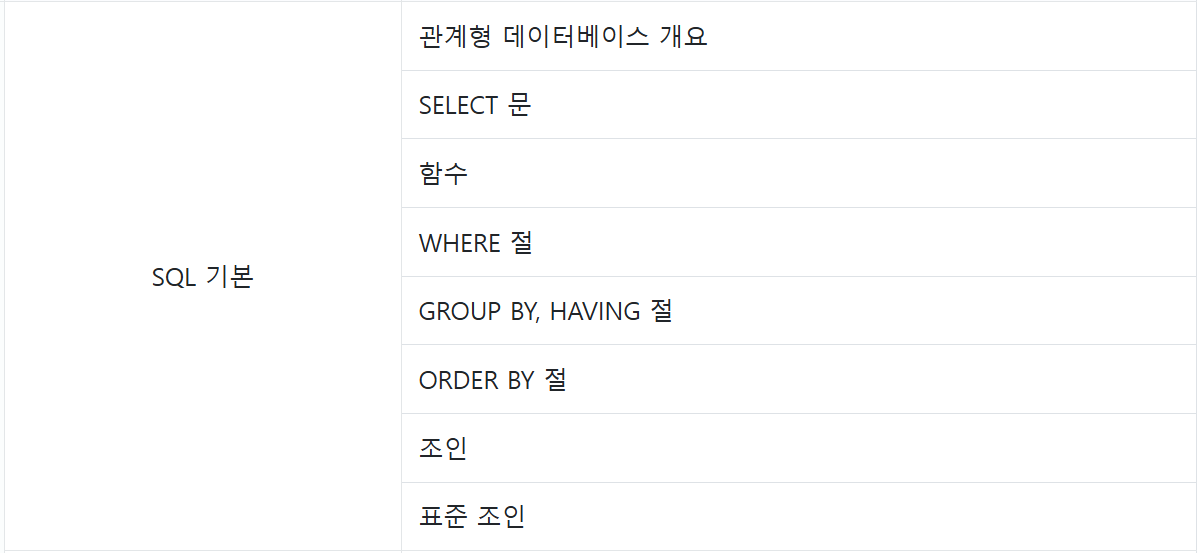 관계형 데이터베이스 개요
SELECT 문
함수
WHERE 절
SQL 기본
GROUP BY, HAVING 절
ORDER BY 절
조인
표준 조인